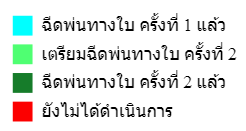 ฉีดพ่นทางใบ ครั้งที่ 1 แล้ว
เตรียมฉีดพ่นทางใบ ครั้งที่ 2
ฉีดพ่นทางใบ ครั้งที่ 2 แล้ว
ยังไม่ได้ดำเนินการ